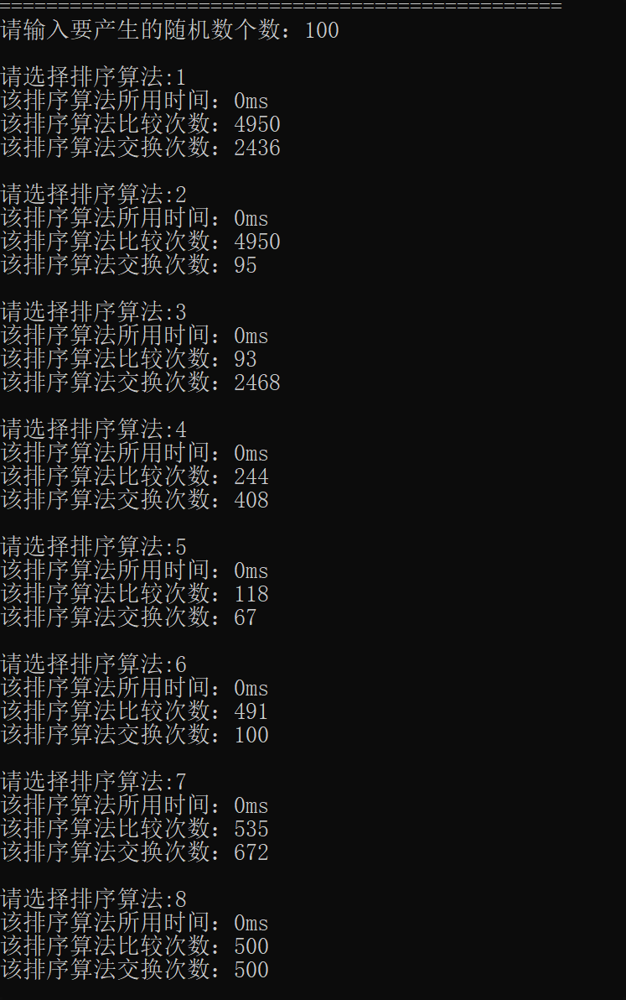 ================================================
请输入要产生的随机数个数：100
请选择排序算法:1
该排序算法所用时间：0ms
该排序算法比较次数：4950
该排序算法交换次数：2436
请选择排序算法:2
该排序算法所用时间：0ms
该排序算法比较次数：4950
该排序算法交换次数：95
请选择排序算法:3
该排序算法所用时间：0ms
该排序算法比较次数：93
该排序算法交换次数：2468
请选择排序算法:4
该排序算法所用时间：0ms
该排序算法比较次数：244
该排序算法交换次数：408
请选择排序算法:5
该排序算法所用时间：0ms
该排序算法比较次数：118
该排序算法交换次数：67
请选择排序算法:6
该排序算法所用时间：0ms
该排序算法比较次数：491
该排序算法交换次数：100
请选择排序算法:7
该排序算法所用时间：0ms
该排序算法比较次数：535
该排序算法交换次数：672
请选择排序算法:8
该排序算法所用时间：0ms
该排序算法比较次数：500
该排序算法交换次数：500